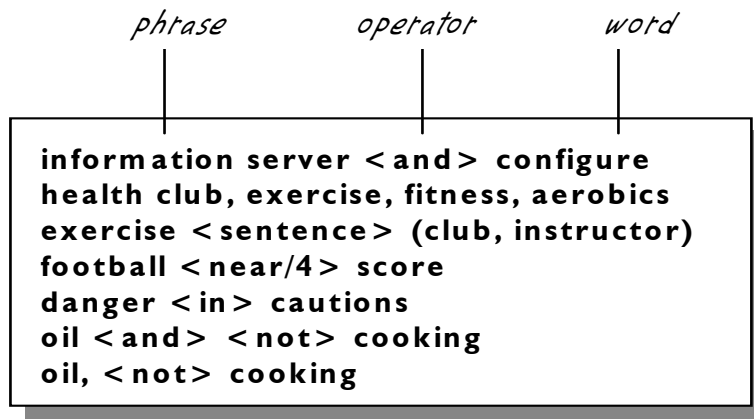 phrase operator word
information server <and> configure
health club, exercise, fitness, aerobics
exercise <sentence> (club, instructor)
football <near/4> score
danger <in> cautions
oil <and> <not> cooking
oil, <not> cooking